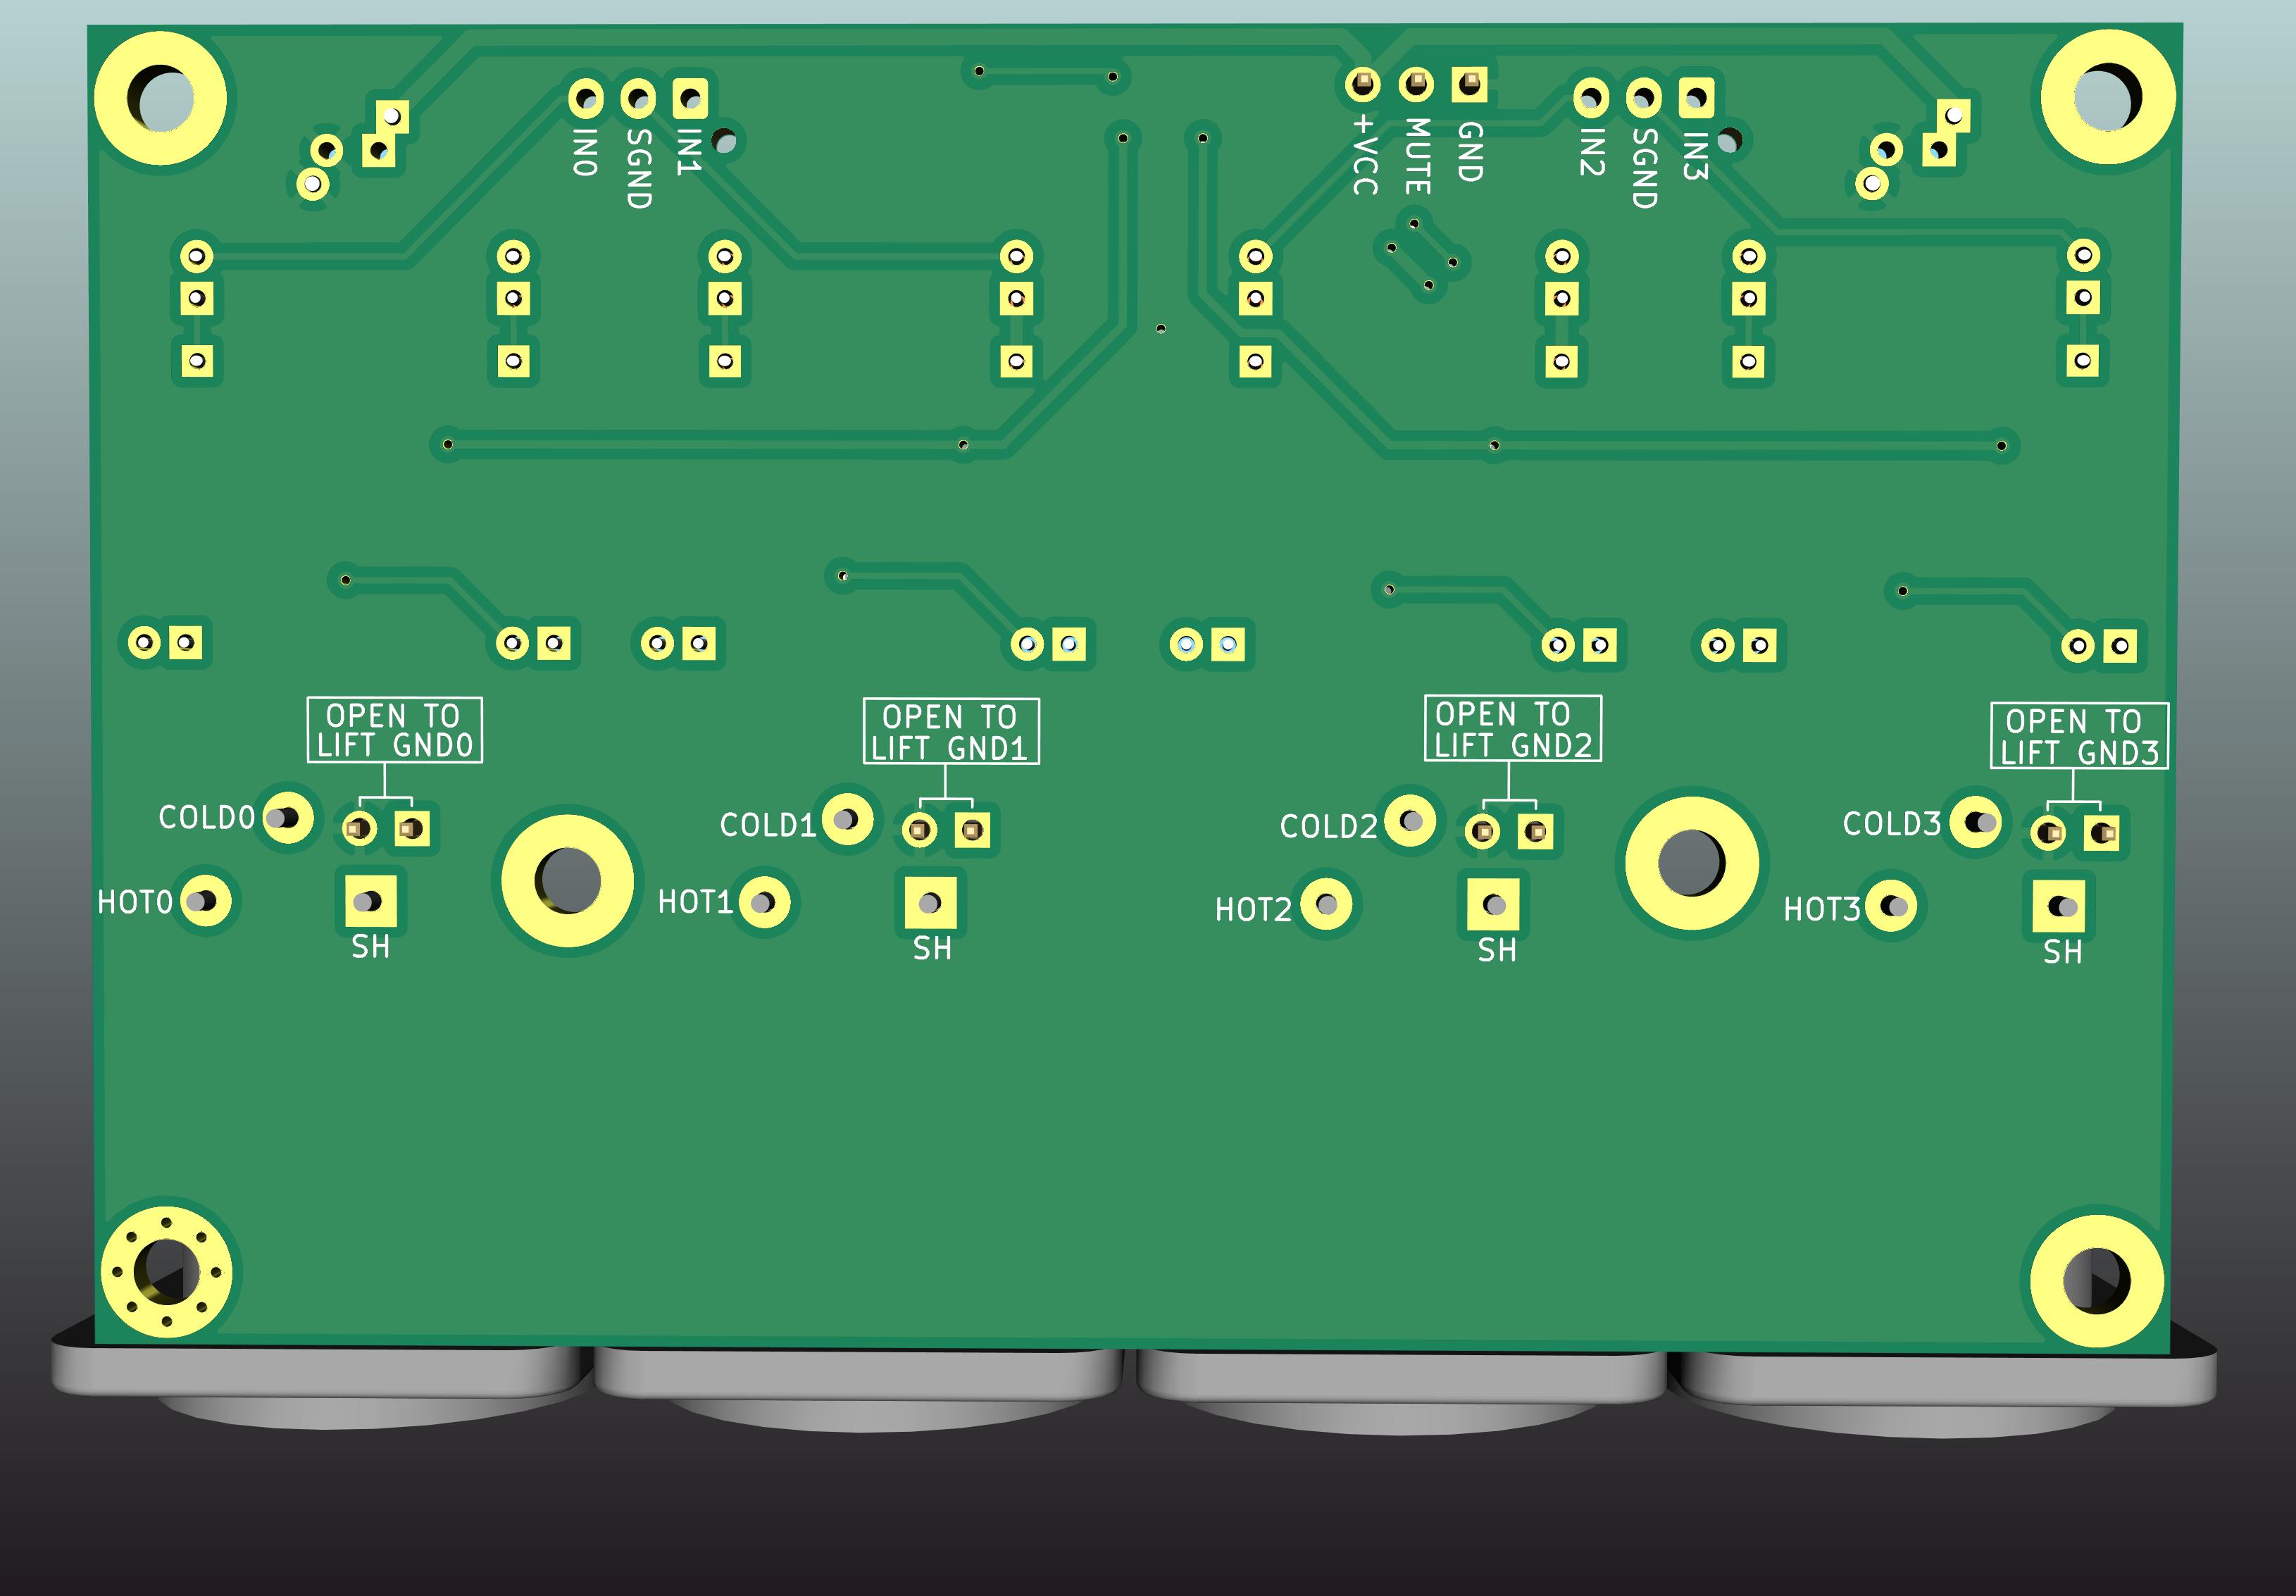 IN0
SGND
IN1
+VCC
MUTE
GND
IN2
SGND
IN3
OPEN TO
LIFT GND0
OPEN TO
LIFT GND1
OPEN TO
LIFT GND2
OPEN TO
LIFT GND3
COLD0
COLD1
COLD2
COLD3
HOT0
HOT1
HOT2
HOT3
SH
SH
SH
SH